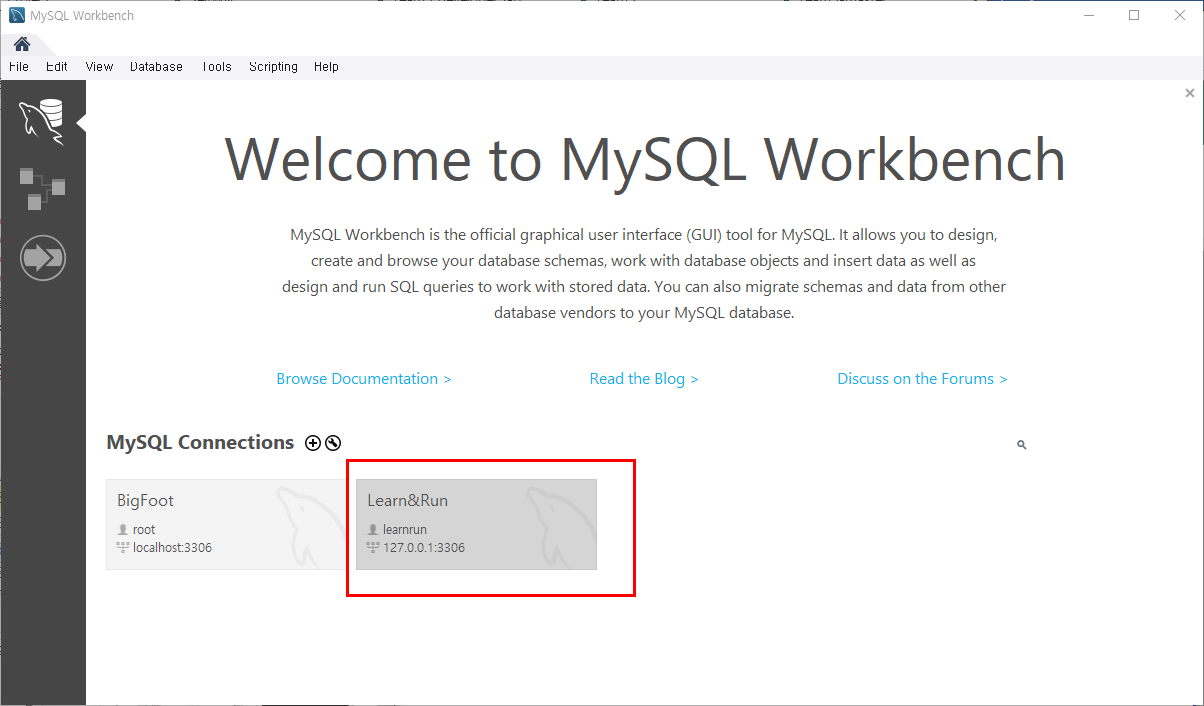 MySQL Workbench
File Edit View Database Tools Scripting Help
Welcome to MySQL Workbench
MySQL Workbench is the official graphical user interface (GUI) tool for MySQL. It allows you to design,
create and browse your database schemas, work with database objects and insert data as well as
design and run SQL queries to work with stored data. You can also migrate schemas and data from other
database vendors to your MySQL database.
Browse Documentation > Read the Blog > Discuss on the Forums >
MySQL Connections
BigFoot
root
localhost:3306
Learn&Run
learnrun
127.0.0.1:3306